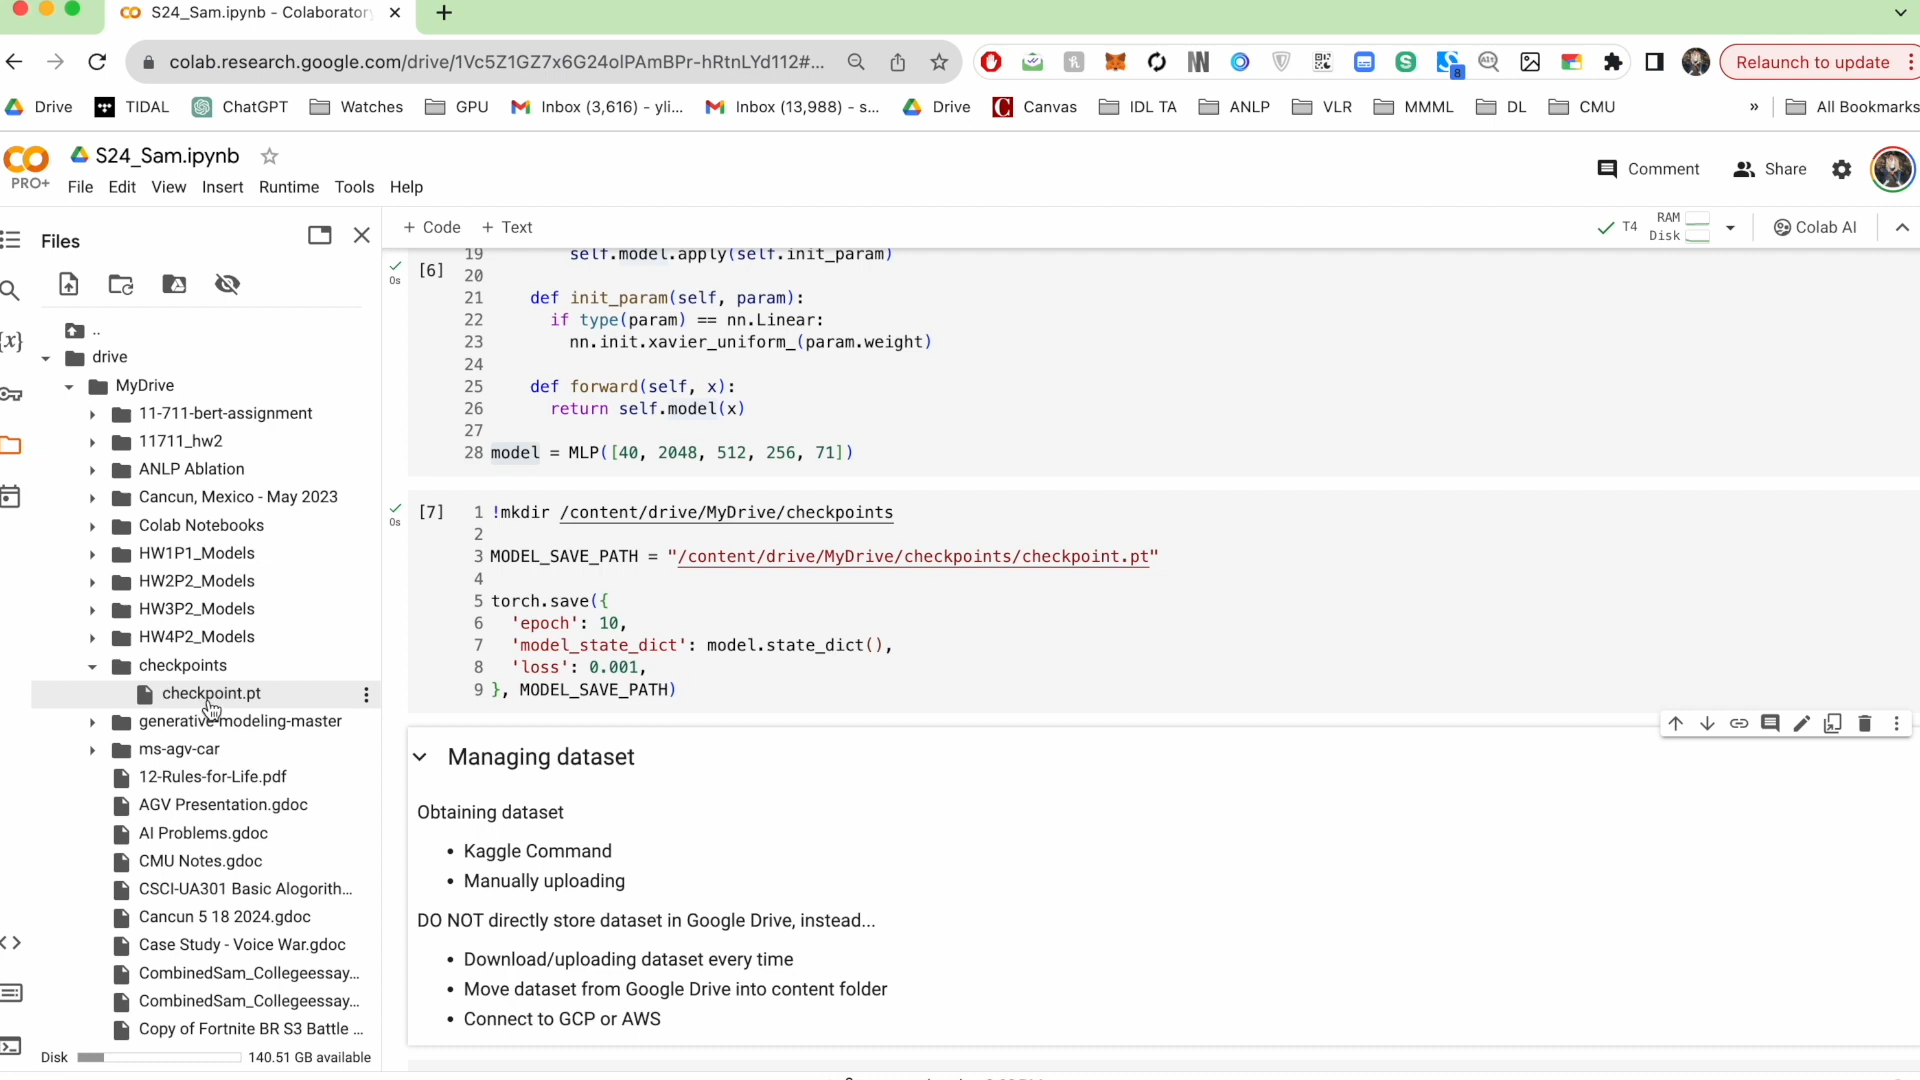 S24_Sam.ipynb - Colaboratory
colab.research.google.com/drive/1Vc5Z1GZ7x6G24olPAmBPr-hRtnLYd112#...
8
Relaunch to update
Drive TIDAL ChatGPT Watches GPU Inbox (3,616) - yli... Inbox (13,988) - s... Drive Canvas IDL TA ANLP VLR MMML DL CMU » All Bookmarks
S24_Sam.ipynb
PRO+
File Edit View Insert Runtime Tools Help
Comment Share
Files
+ Code + Text
T4 RAM Disk Colab AI
..
drive
MyDrive
11-711-bert-assignment
11711_hw2
ANLP Ablation
Cancun, Mexico - May 2023
Colab Notebooks
HW1P1_Models
HW2P2_Models
HW3P2_Models
HW4P2_Models
checkpoints
checkpoint.pt
generative-modeling-master
ms-agv-car
12-Rules-for-Life.pdf
AGV Presentation.gdoc
AI Problems.gdoc
CMU Notes.gdoc
CSCI-UA301 Basic Alogorith...
Cancun 5 18 2024.gdoc
Case Study - Voice War.gdoc
CombinedSam_Collegeessay...
CombinedSam_Collegeessay...
Copy of Fortnite BR S3 Battle ...
Disk 140.51 GB available
19 self.model.apply(self.init_param)
[6] 0s
20
21 def init_param(self, param):
22 if type(param) == nn.Linear:
23 nn.init.xavier_uniform_(param.weight)
24
25 def forward(self, x):
26 return self.model(x)
27
28 model = MLP([40, 2048, 512, 256, 71])
[7] 0s
1 !mkdir /content/drive/MyDrive/checkpoints
2
3 MODEL_SAVE_PATH = "/content/drive/MyDrive/checkpoints/checkpoint.pt"
4
5 torch.save({
6 'epoch': 10,
7 'model_state_dict': model.state_dict(),
8 'loss': 0.001,
9 }, MODEL_SAVE_PATH)
Managing dataset
Obtaining dataset
• Kaggle Command
• Manually uploading
DO NOT directly store dataset in Google Drive, instead...
• Download/uploading dataset every time
• Move dataset from Google Drive into content folder
• Connect to GCP or AWS